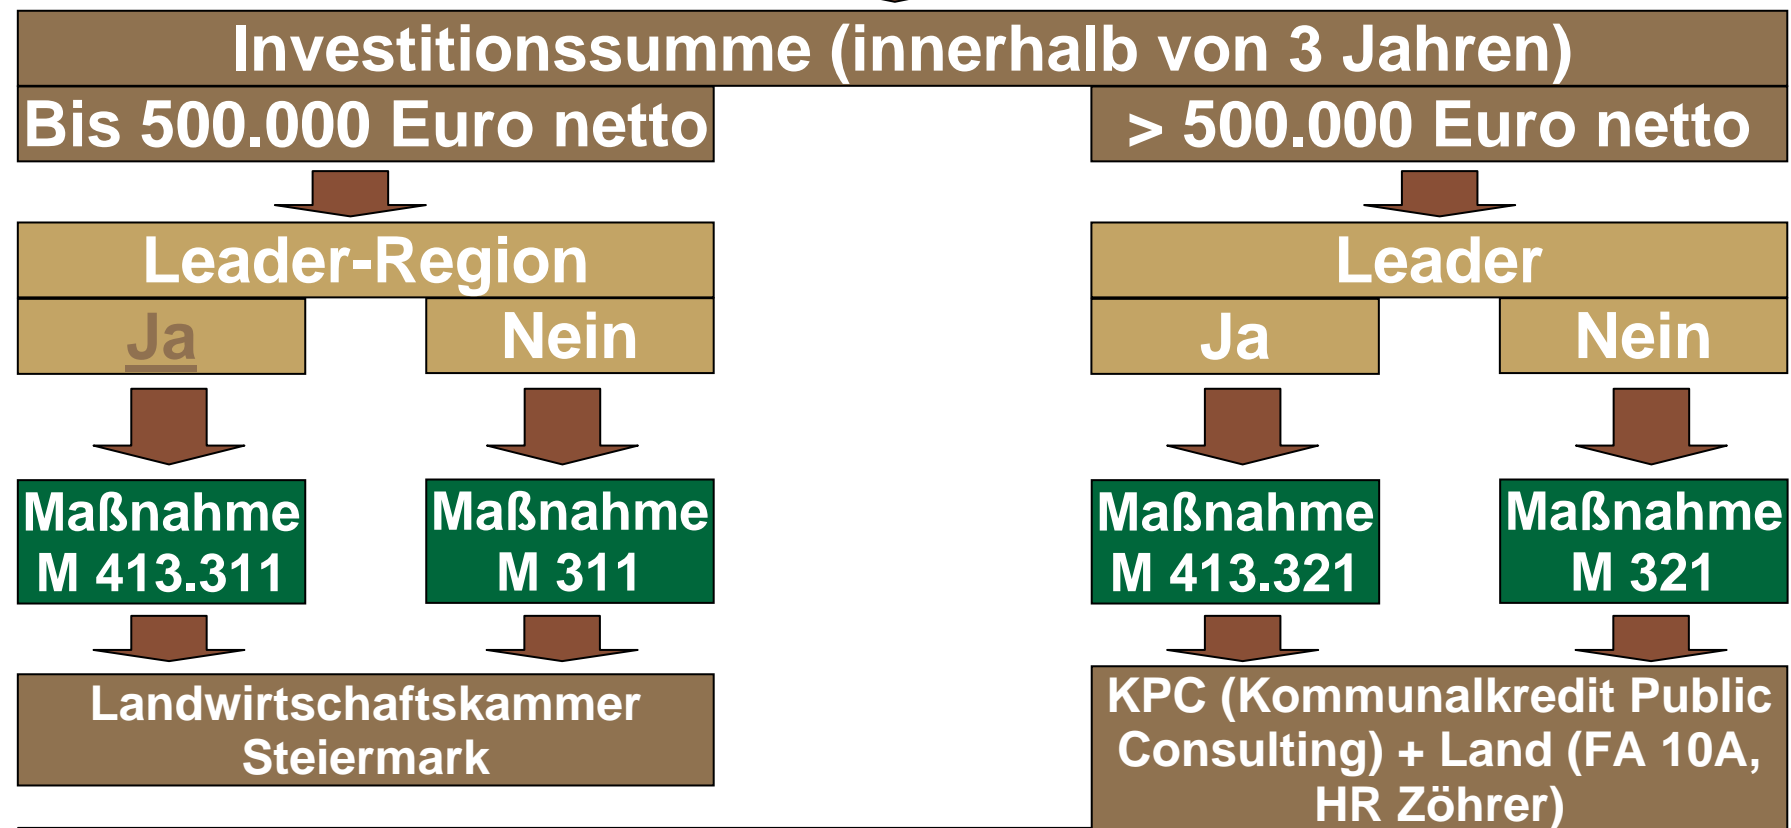 Investitionssumme (innerhalb von 3 Jahren)
Bis 500.000 Euro netto
> 500.000 Euro netto
Leader-Region
Leader
Ja
Nein
Ja
Nein
Maßnahme
M 413.311
Maßnahme
M 311
Maßnahme
M 413.321
Maßnahme
M 321
Landwirtschaftskammer
Steiermark
KPC (Kommunalkredit Public
Consulting) + Land (FA 10A,
HR Zöhrer)